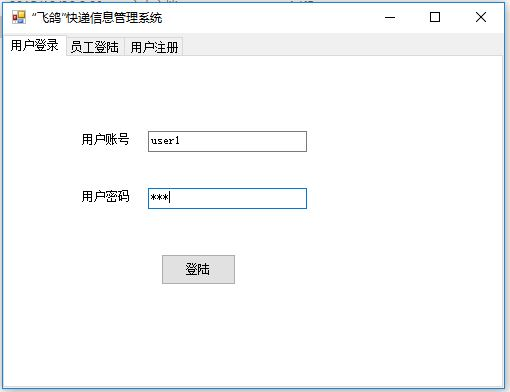 “飞鸽”快递信息管理系统
用户登录 员工登陆 用户注册
用户账号 user1
用户密码 ***
登陆